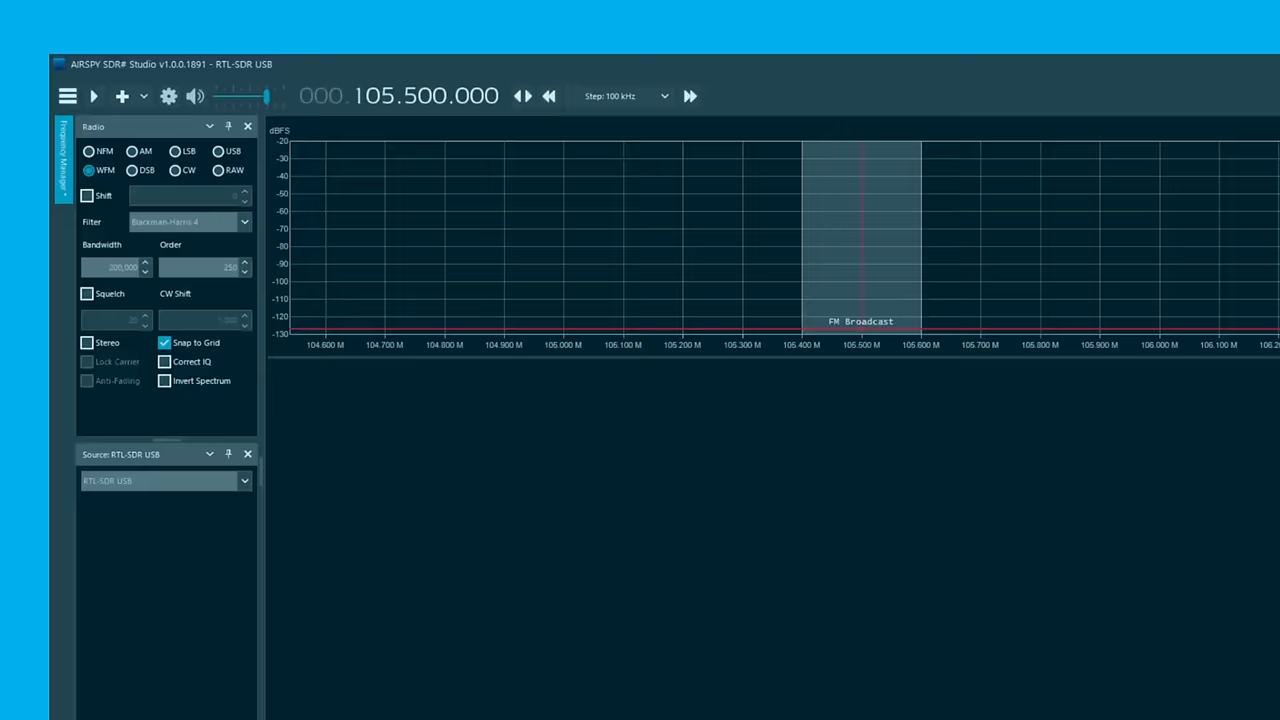 AIRSPY SDR# Studio v1.0.0.1891 - RTL-SDR USB
000.105.500.000
Step: 100 kHz
Frequency Manager *
Radio
NFM AM LSB USB
WFM DSB CW RAW
Shift 0
Filter Blackman-Harris 4
Bandwidth Order
200,000 250
Squelch CW Shift
Stereo Snap to Grid
Lock Carrier Correct IQ
Anti-Fading Invert Spectrum
Source: RTL-SDR USB
RTL-SDR USB
dBFS
-20
-30
-40
-50
-60
-70
-80
-90
-100
-110
-120
-130
FM Broadcast
104.600 M 104.700 M 104.800 M 104.900 M 105.000 M 105.100 M 105.200 M 105.300 M 105.400 M 105.500 M 105.600 M 105.700 M 105.800 M 105.900 M 106.000 M 106.100 M